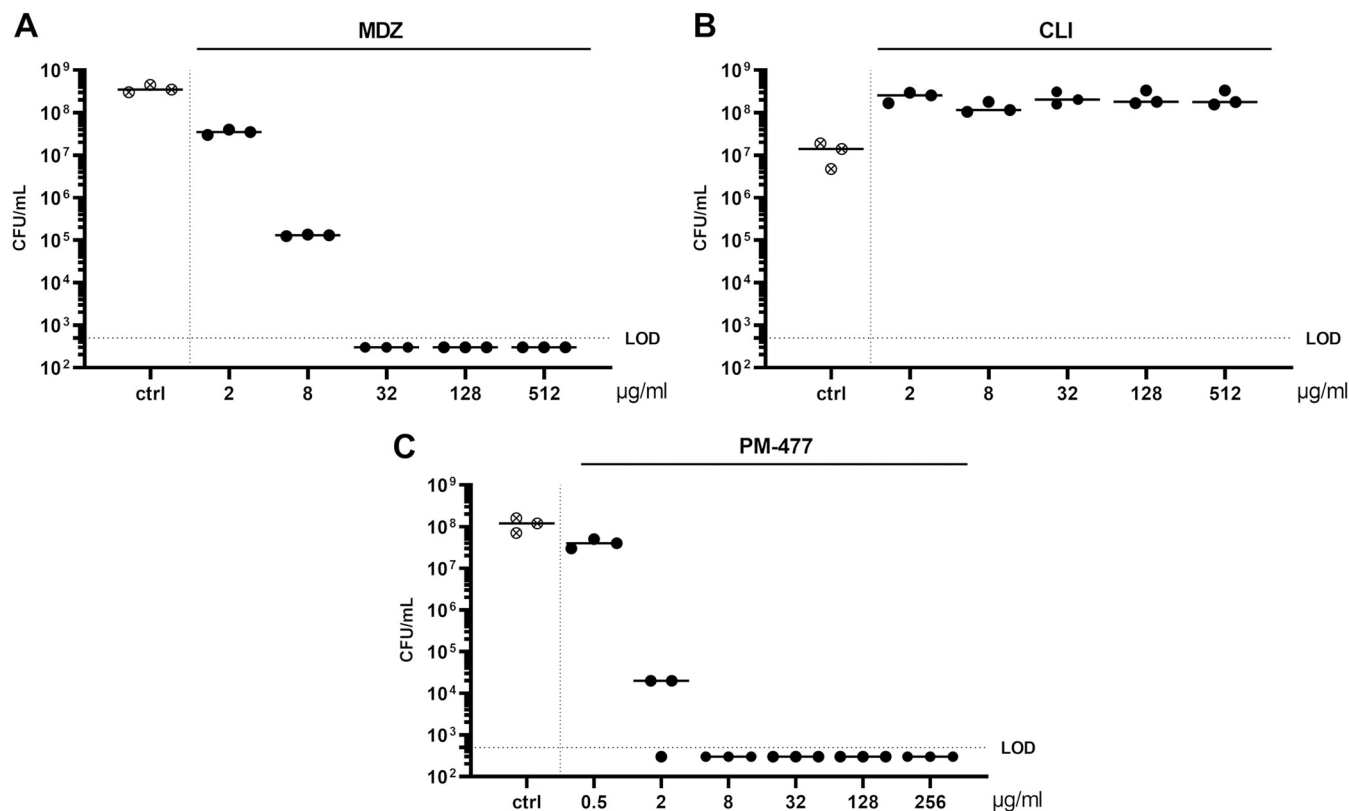 A
MDZ
CFU/mL
10⁹
10⁸
10⁷
10⁶
10⁵
10⁴
10³
10²
LOD
ctrl 2 8 32 128 512 µg/ml
B
CLI
CFU/mL
10⁹
10⁸
10⁷
10⁶
10⁵
10⁴
10³
10²
LOD
ctrl 2 8 32 128 512 µg/ml
C
PM-477
CFU/mL
10⁹
10⁸
10⁷
10⁶
10⁵
10⁴
10³
10²
LOD
ctrl 0.5 2 8 32 128 256 µg/ml